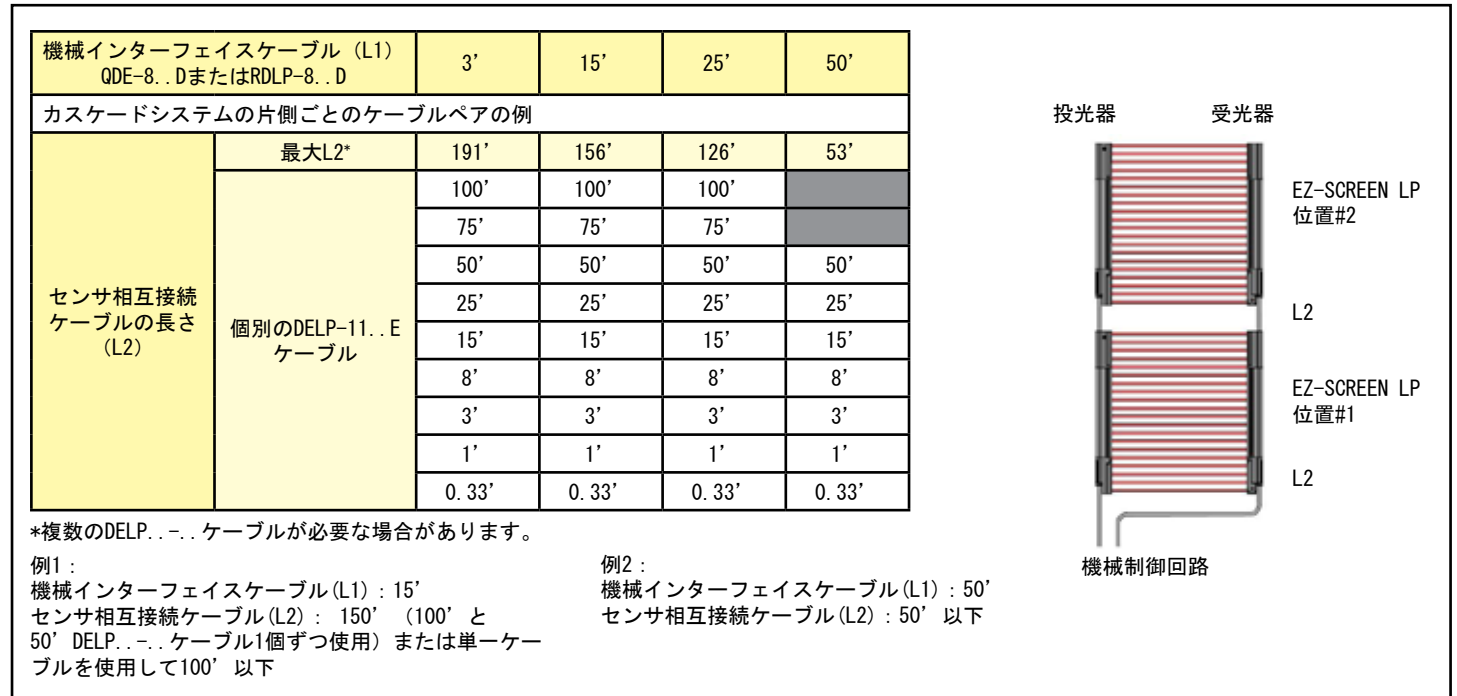 機械インターフェイスケーブル（L1）
QDE-8..DまたはRDLP-8..D
3’ 15’ 25’ 50’
カスケードシステムの片側ごとのケーブルペアの例
センサ相互接続
ケーブルの長さ
（L2）
最大L2* 191’ 156’ 126’ 53’
個別のDELP-11..E
ケーブル
100’ 100’ 100’
75’ 75’ 75’
50’ 50’ 50’ 50’
25’ 25’ 25’ 25’
15’ 15’ 15’ 15’
8’ 8’ 8’ 8’
3’ 3’ 3’ 3’
1’ 1’ 1’ 1’
0.33’ 0.33’ 0.33’ 0.33’
*複数のDELP..-..ケーブルが必要な場合があります。
例1：
機械インターフェイスケーブル(L1)：15’
センサ相互接続ケーブル(L2)： 150’（100’と
50’DELP..-..ケーブル1個ずつ使用）または単一ケー
ブルを使用して100’以下
例2：
機械インターフェイスケーブル(L1)：50’
センサ相互接続ケーブル(L2)：50’以下
投光器 受光器
EZ-SCREEN LP
位置#2
L2
EZ-SCREEN LP
位置#1
L2
機械制御回路